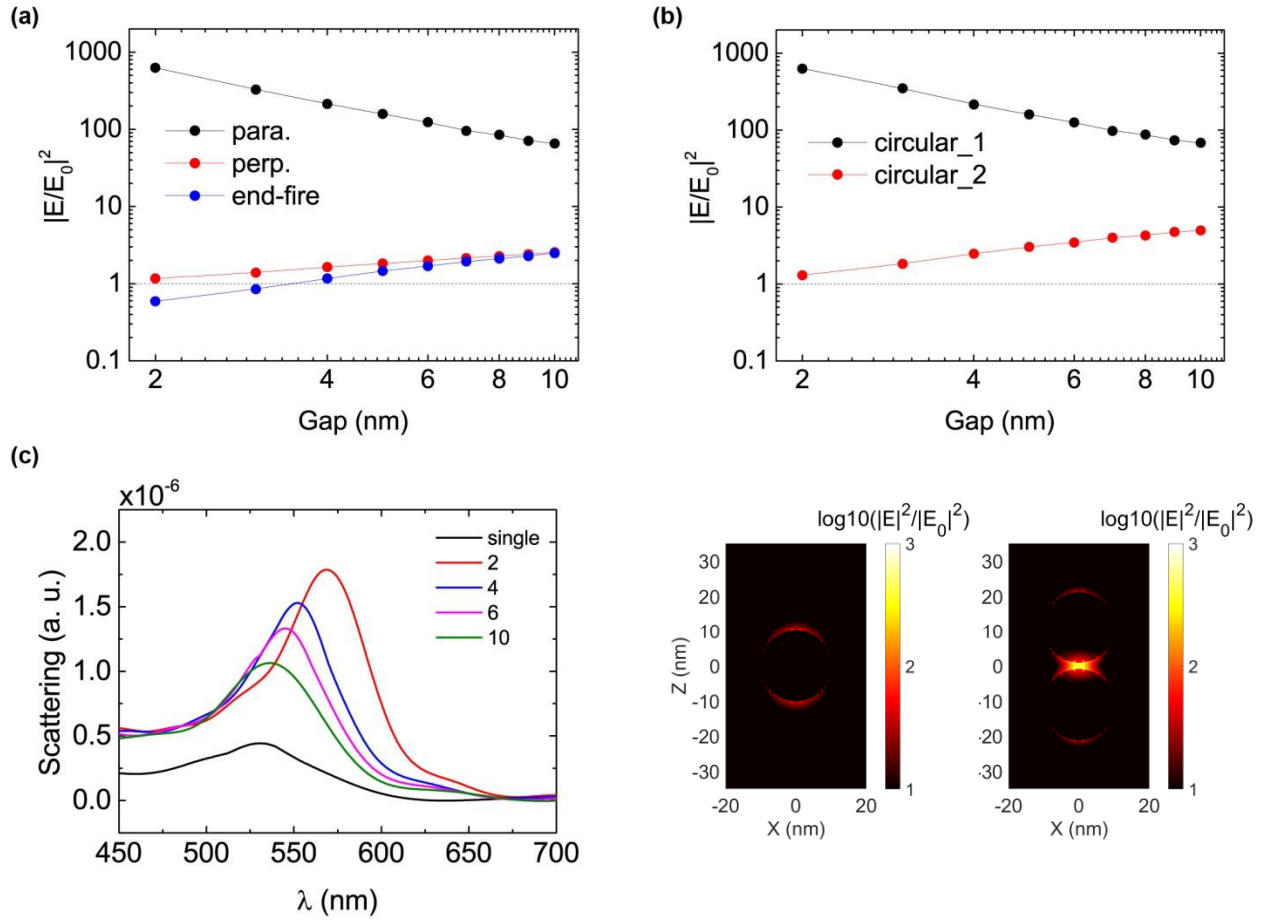 (a)
1000
100
10
1
0.1
|E/E₀|²
para.
perp.
end-fire
2 4 6 8 10
Gap (nm)
(b)
1000
100
10
1
0.1
|E/E₀|²
circular_1
circular_2
2 4 6 8 10
Gap (nm)
(c)
x10⁻⁶
2.0
1.5
1.0
0.5
0.0
Scattering (a. u.)
single
2
4
6
10
450 500 550 600 650 700
λ (nm)
log10(|E|²/|E₀|²)
30
20
10
0
-10
-20
-30
Z (nm)
-20 0 20
X (nm)
3
2
1
log10(|E|²/|E₀|²)
30
20
10
0
-10
-20
-30
-20 0 20
X (nm)
3
2
1